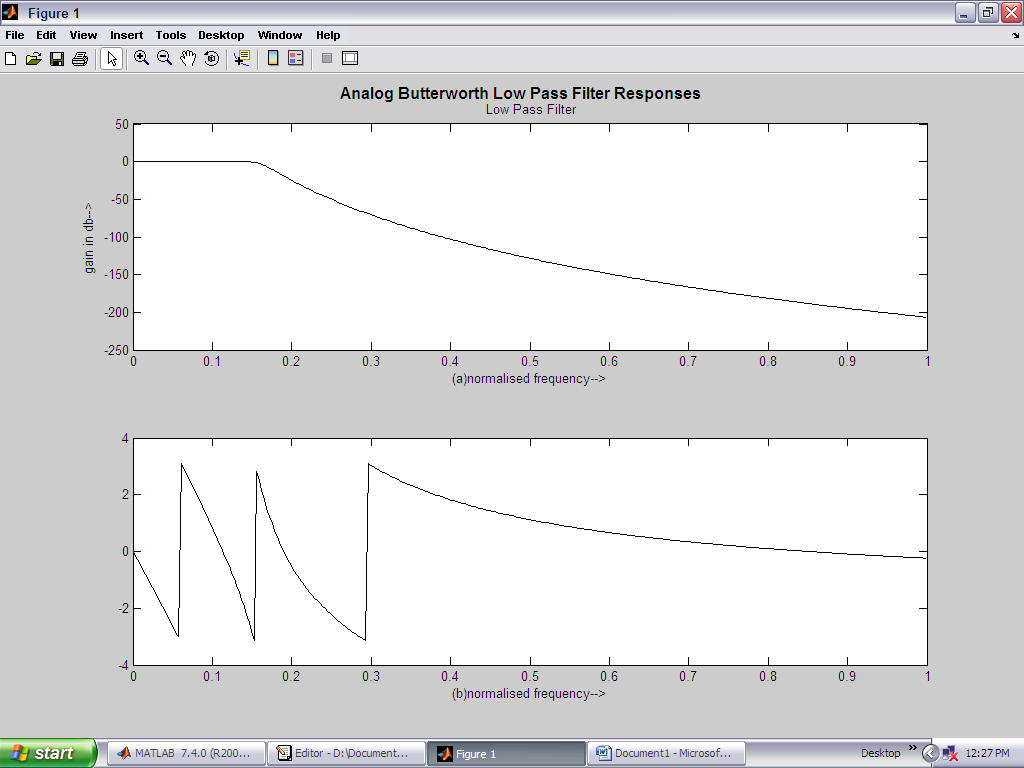 Figure 1
File Edit View Insert Tools Desktop Window Help
Analog Butterworth Low Pass Filter Responses
Low Pass Filter
50
0
-50
-100
-150
-200
-250
gain in db-->
0 0.1 0.2 0.3 0.4 0.5 0.6 0.7 0.8 0.9 1
(a)normalised frequency-->
4
2
0
-2
-4
0 0.1 0.2 0.3 0.4 0.5 0.6 0.7 0.8 0.9 1
(b)normalised frequency-->
start MATLAB 7.4.0 (R200... Editor - D:\Document... Figure 1 Document1 - Microsof... Desktop » 12:27 PM